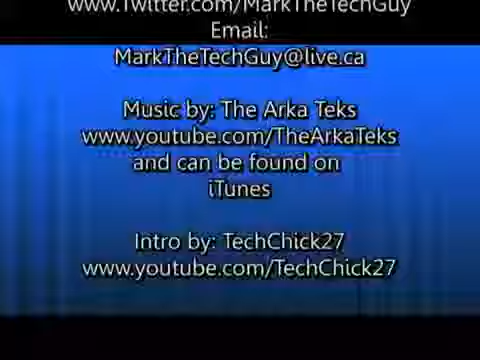 www.Twitter.com/MarkTheTechGuy
Email:
MarkTheTechGuy@live.ca
Music by: The Arka Teks
www.youtube.com/TheArkaTeks
and can be found on
iTunes
Intro by: TechChick27
www.youtube.com/TechChick27